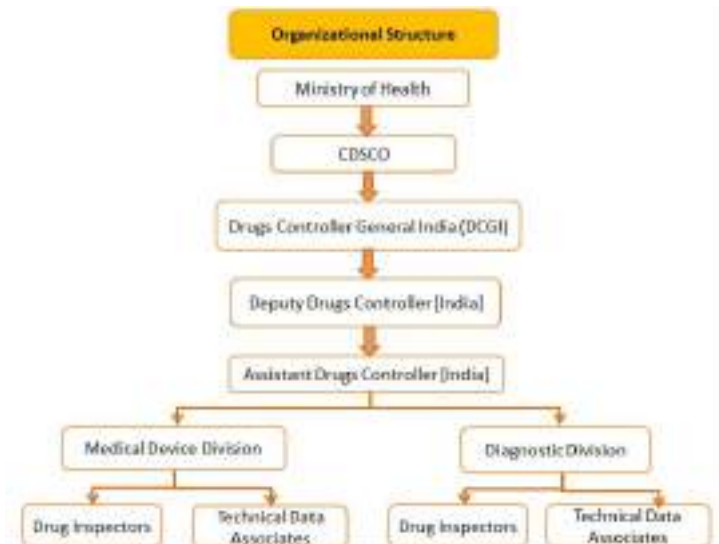 Organizational Structure
Ministry of Health
CDSCO
Drugs Controller General India (DCGI)
Deputy Drugs Controller [India]
Assistant Drugs Controller [India]
Medical Device Division
Diagnostic Division
Drug Inspectors
Technical Data
Associates
Drug Inspectors
Technical Data
Associates